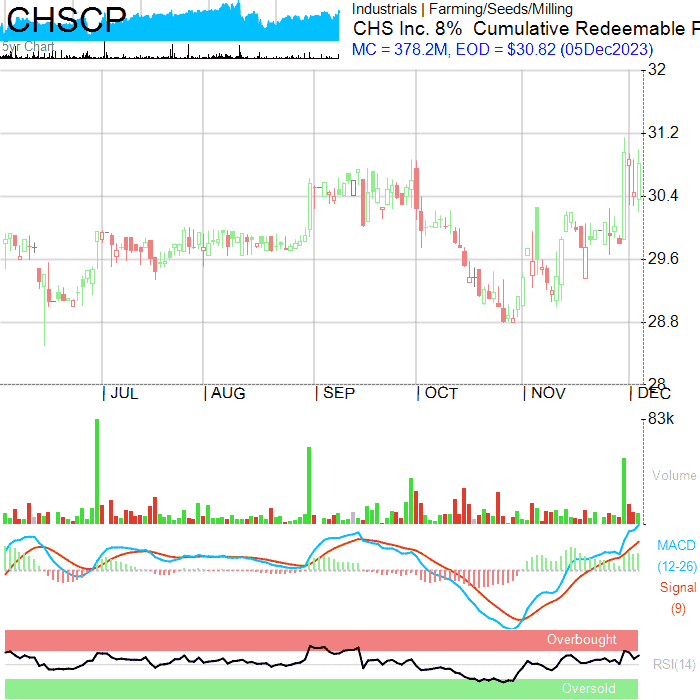 CHSCP
5yr Chart
Industrials | Farming/Seeds/Milling
CHS Inc. 8% Cumulative Redeemable P
MC = 378.2M, EOD = $30.82 (05Dec2023)
32
31.2
30.4
29.6
28.8
28
JUL AUG SEP OCT NOV DEC
83k
Volume
MACD
(12-26)
Signal
(9)
Overbought
RSI(14)
Oversold